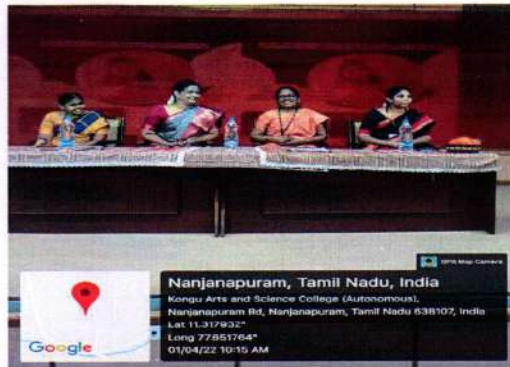 GPS Map Camera
Nanjanapuram, Tamil Nadu, India
Kongu Arts and Science College (Autonomous),
Nanjanapuram Rd, Nanjanapuram, Tamil Nadu 638107, India
Lat 11.317932°
Long 77.651764°
01/04/22 10:15 AM
Google